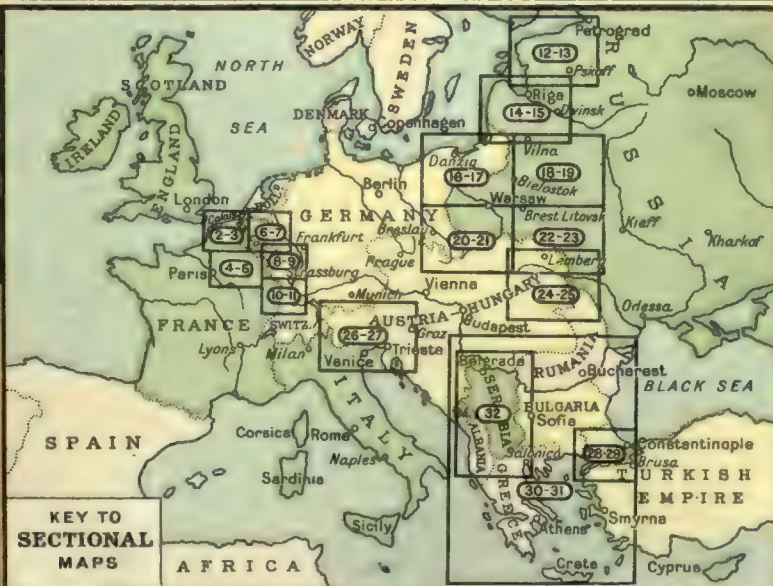 NORWAY
SWEDEN
Petrograd
12-13
Pskoff
R U S S I A
NORTH
SEA
SCOTLAND
IRELAND
ENGLAND
London
DENMARK
Copenhagen
Riga
14-15
Dvinsk
Moscow
Danzig
16-17
Vilna
18-19
Bielostok
Berlin
GERMANY
Warsaw
Brest Litovsk
Kieff
Kharkof
2-3
6-7
Frankfurt
Breslau
20-21
22-23
Prague
Paris
4-5
8-9
Strassburg
Lemberg
10-11
Munich
Vienna
24-25
Odessa
FRANCE
SWITZ.
AUSTRIA
HUNGARY
Budapest
Lyons
Milan
26-27
Graz
Venice
Trieste
RUMANIA
Belgrade
Bucharest
BLACK SEA
SERBIA
32
BULGARIA
Sofia
ITALY
ALBANIA
SPAIN
Corsica
Rome
Naples
Salonica
28-29
Constantinople
Brusa
TURKISH
EMPIRE
Sardinia
GREECE
30-31
Smyrna
Athens
Sicily
Crete
Cyprus
AFRICA
KEY TO
SECTIONAL
MAPS